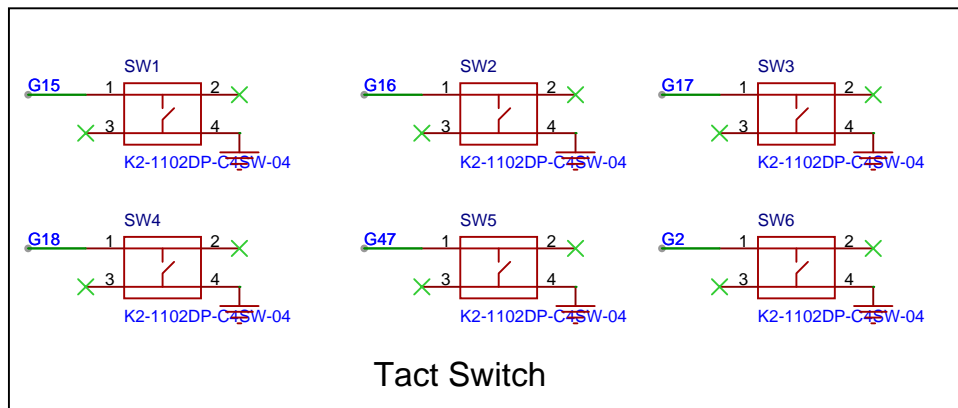 SW1 SW2 SW3
G15 1 2 G16 1 2 G17 1 2
3 4 3 4 3 4
K2-1102DP-C4SW-04 K2-1102DP-C4SW-04 K2-1102DP-C4SW-04
SW4 SW5 SW6
G18 1 2 G47 1 2 G2 1 2
3 4 3 4 3 4
K2-1102DP-C4SW-04 K2-1102DP-C4SW-04 K2-1102DP-C4SW-04
Tact Switch